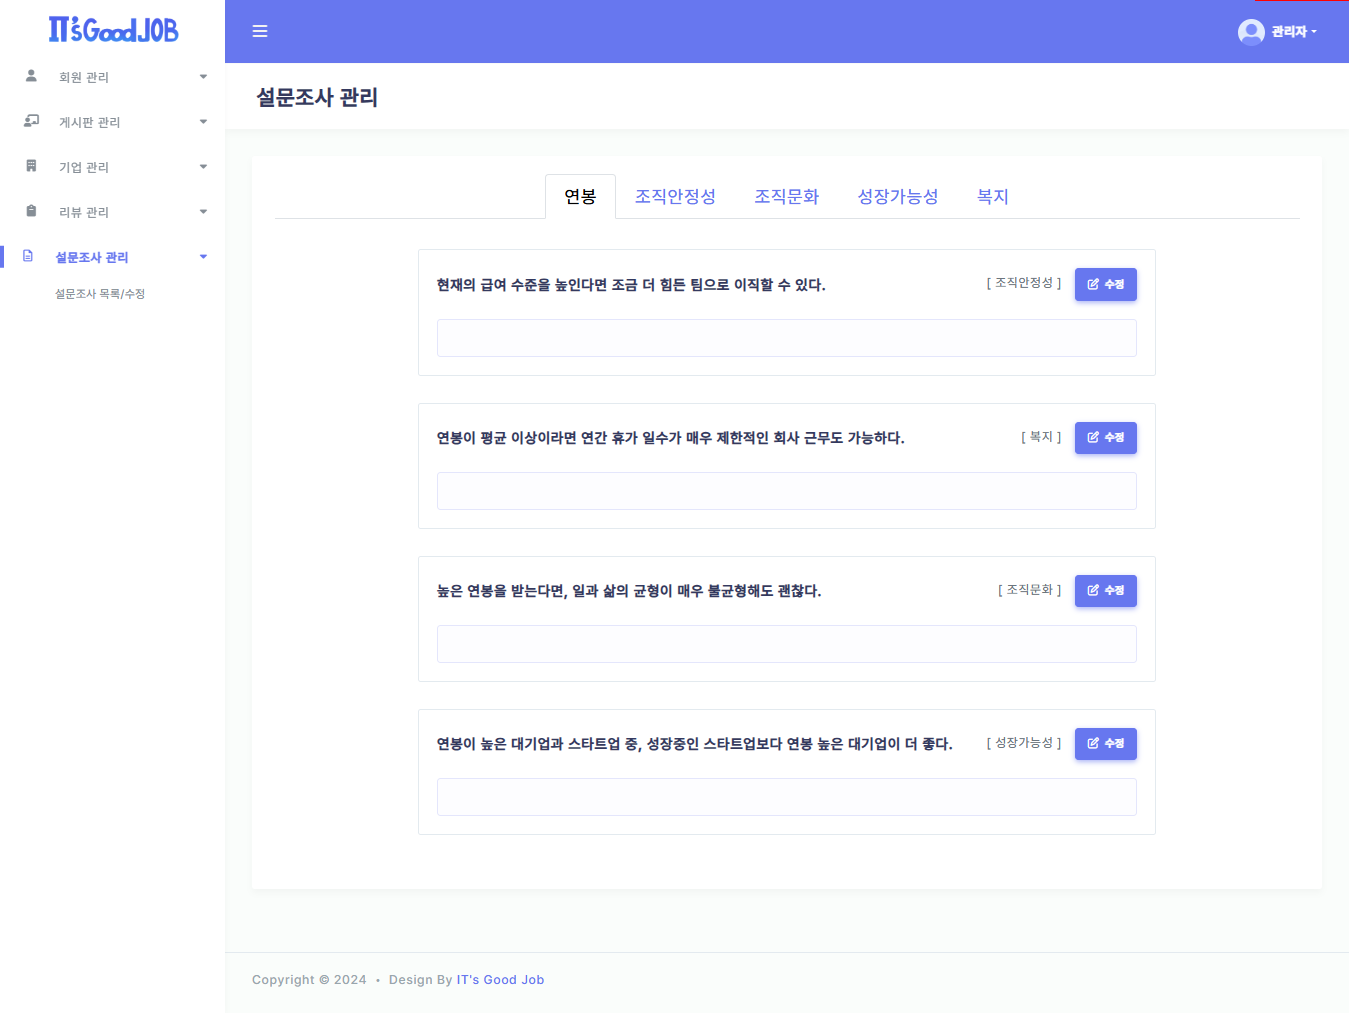 IT'sGoodJOB
관리자
회원 관리
게시판 관리
기업 관리
리뷰 관리
설문조사 관리
설문조사 목록/수정
설문조사 관리
연봉 조직안정성 조직문화 성장가능성 복지
현재의 급여 수준을 높인다면 조금 더 힘든 팀으로 이직할 수 있다. [ 조직안정성 ] 수정
연봉이 평균 이상이라면 연간 휴가 일수가 매우 제한적인 회사 근무도 가능하다. [ 복지 ] 수정
높은 연봉을 받는다면, 일과 삶의 균형이 매우 불균형해도 괜찮다. [ 조직문화 ] 수정
연봉이 높은 대기업과 스타트업 중, 성장중인 스타트업보다 연봉 높은 대기업이 더 좋다. [ 성장가능성 ] 수정
Copyright © 2024 • Design By IT's Good Job